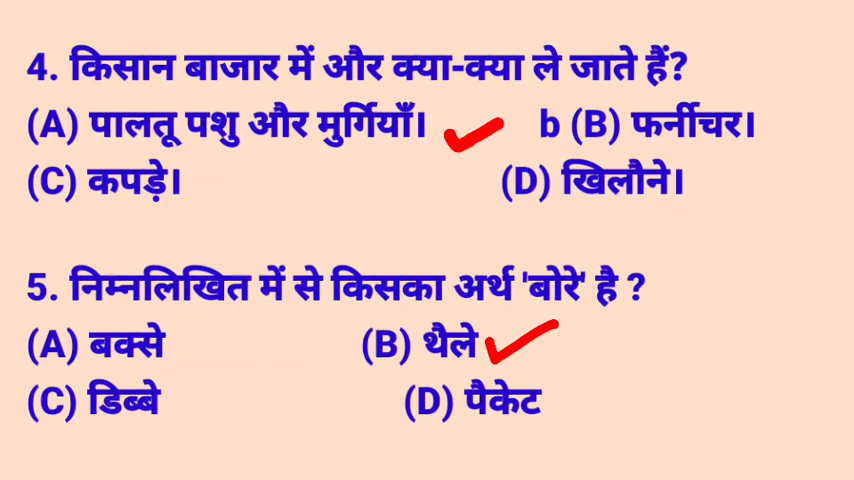 4. किसान बाजार में और क्या-क्या ले जाते हैं?
(A) पालतू पशु और मुर्गियाँ। b (B) फर्नीचर।
(C) कपड़े। (D) खिलौने।
5. निम्नलिखित में से किसका अर्थ 'बोरे' है ?
(A) बक्से (B) थैले
(C) डिब्बे (D) पैकेट